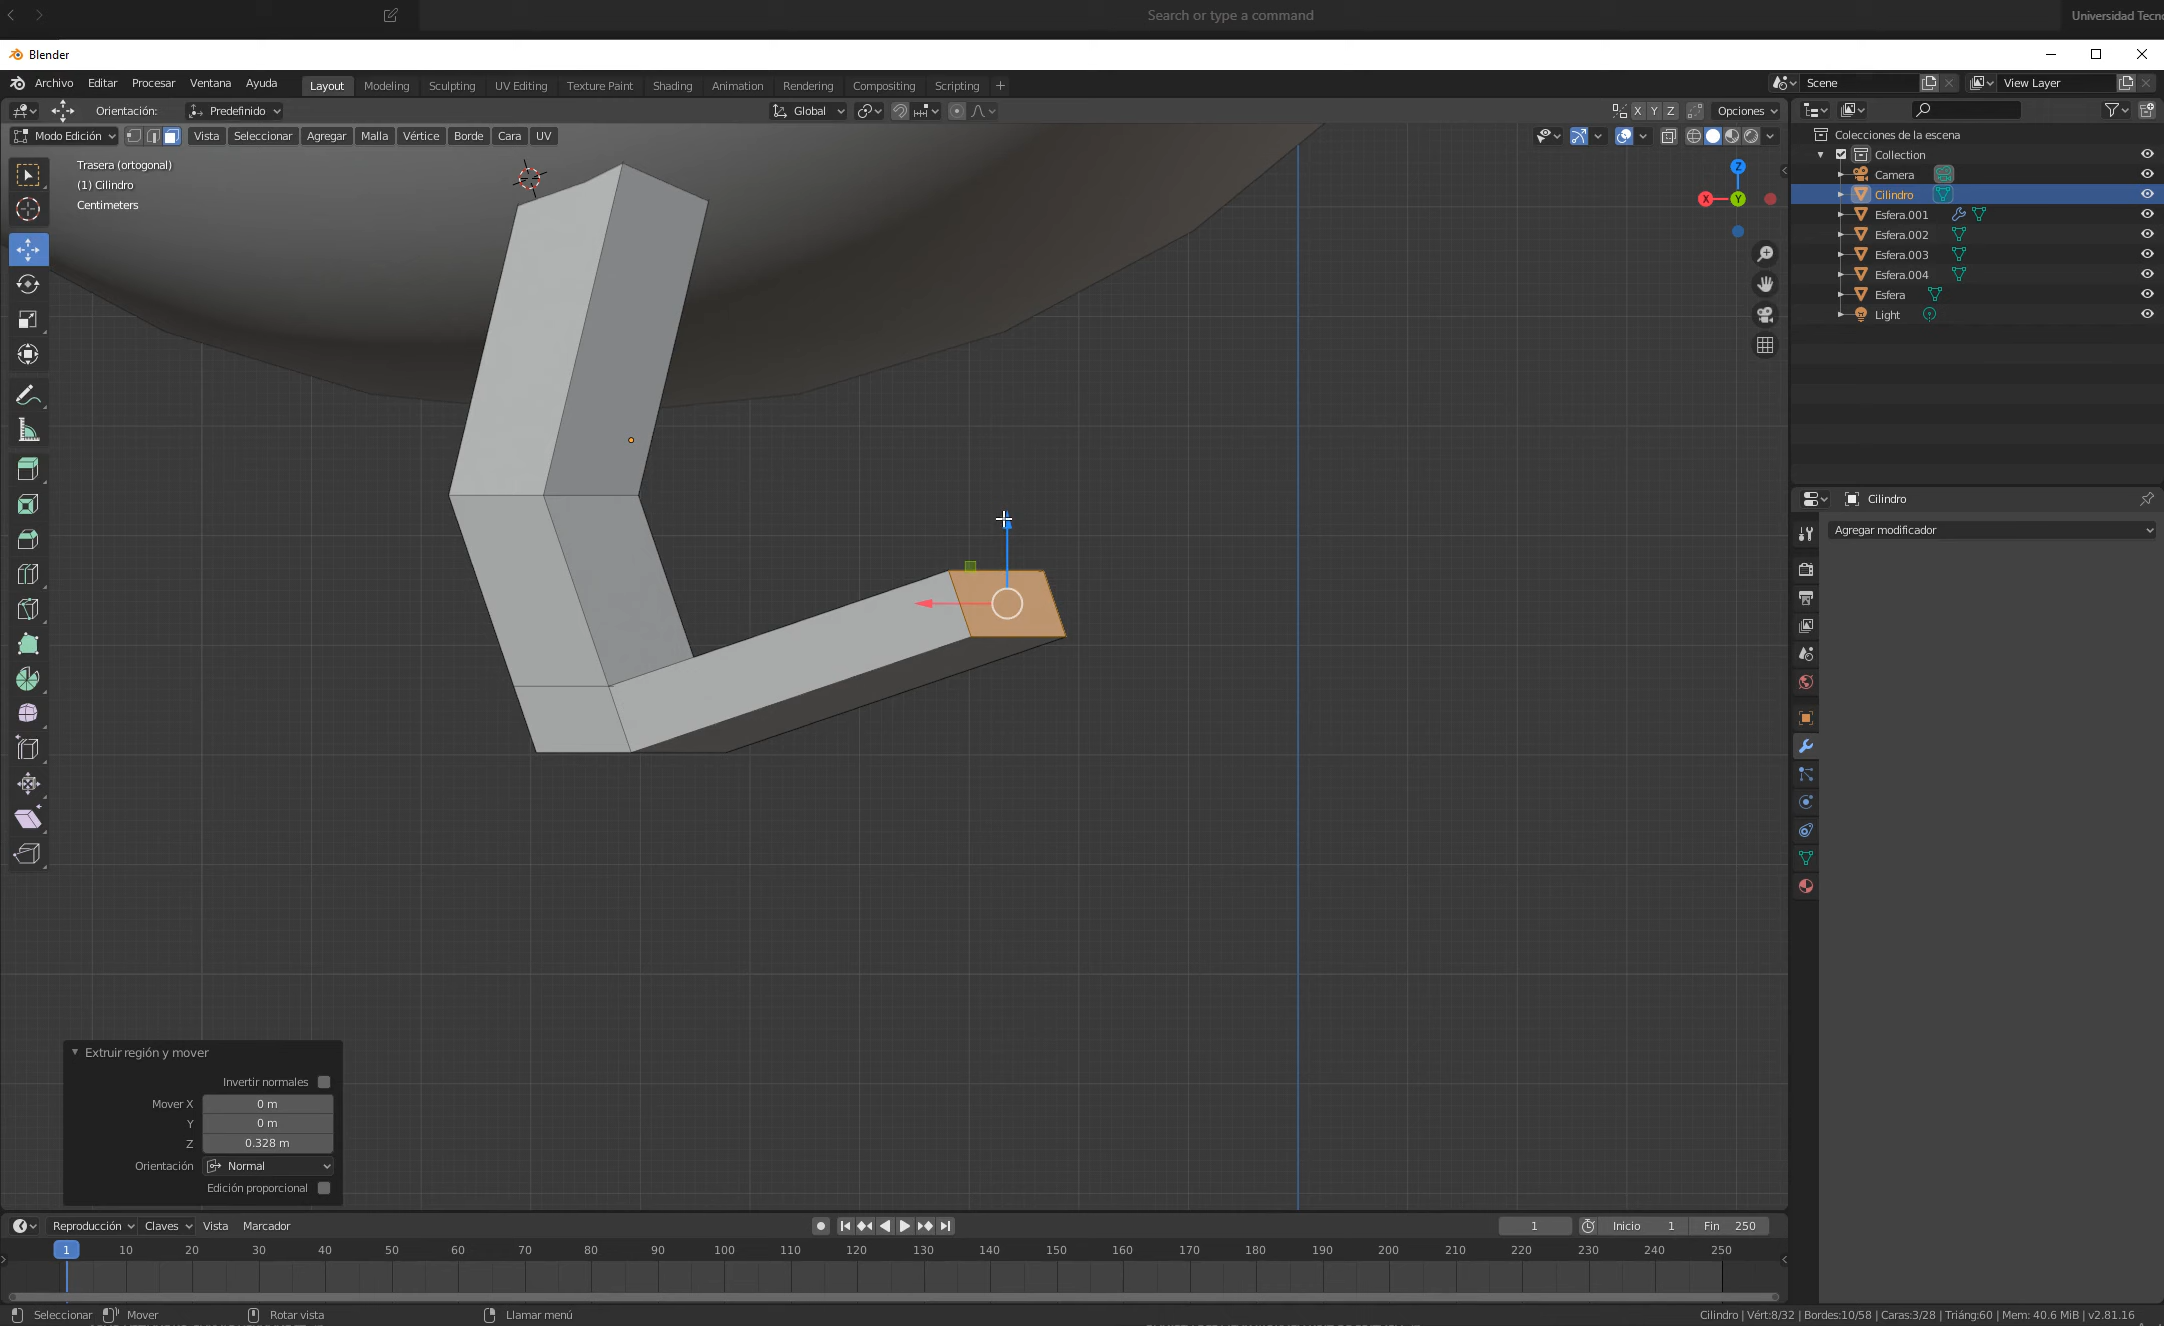 Search or type a command
Universidad Tecno
Blender
Archivo Editar Procesar Ventana Ayuda
Layout Modeling Sculpting UV Editing Texture Paint Shading Animation Rendering Compositing Scripting +
Scene
View Layer
Orientación: Predefinido
Global
X Y Z
Opciones
Modo Edición Vista Seleccionar Agregar Malla Vértice Borde Cara UV
Trasera (ortogonal)
(1) Cilindro
Centimeters
Z
X
Y
Colecciones de la escena
Collection
Camera
Cilindro
Esfera.001
Esfera.002
Esfera.003
Esfera.004
Esfera
Light
Cilindro
Agregar modificador
Extruir región y mover
Invertir normales
Mover X 0 m
Y 0 m
Z 0.328 m
Orientación Normal
Edición proporcional
Reproducción Claves Vista Marcador
1 Inicio 1 Fin 250
1 10 20 30 40 50 60 70 80 90 100 110 120 130 140 150 160 170 180 190 200 210 220 230 240 250
Seleccionar Mover Rotar vista Llamar menú
Cilindro | Vért:8/32 | Bordes:10/58 | Caras:3/28 | Triáng:60 | Mem: 40.6 MiB | v2.81.16